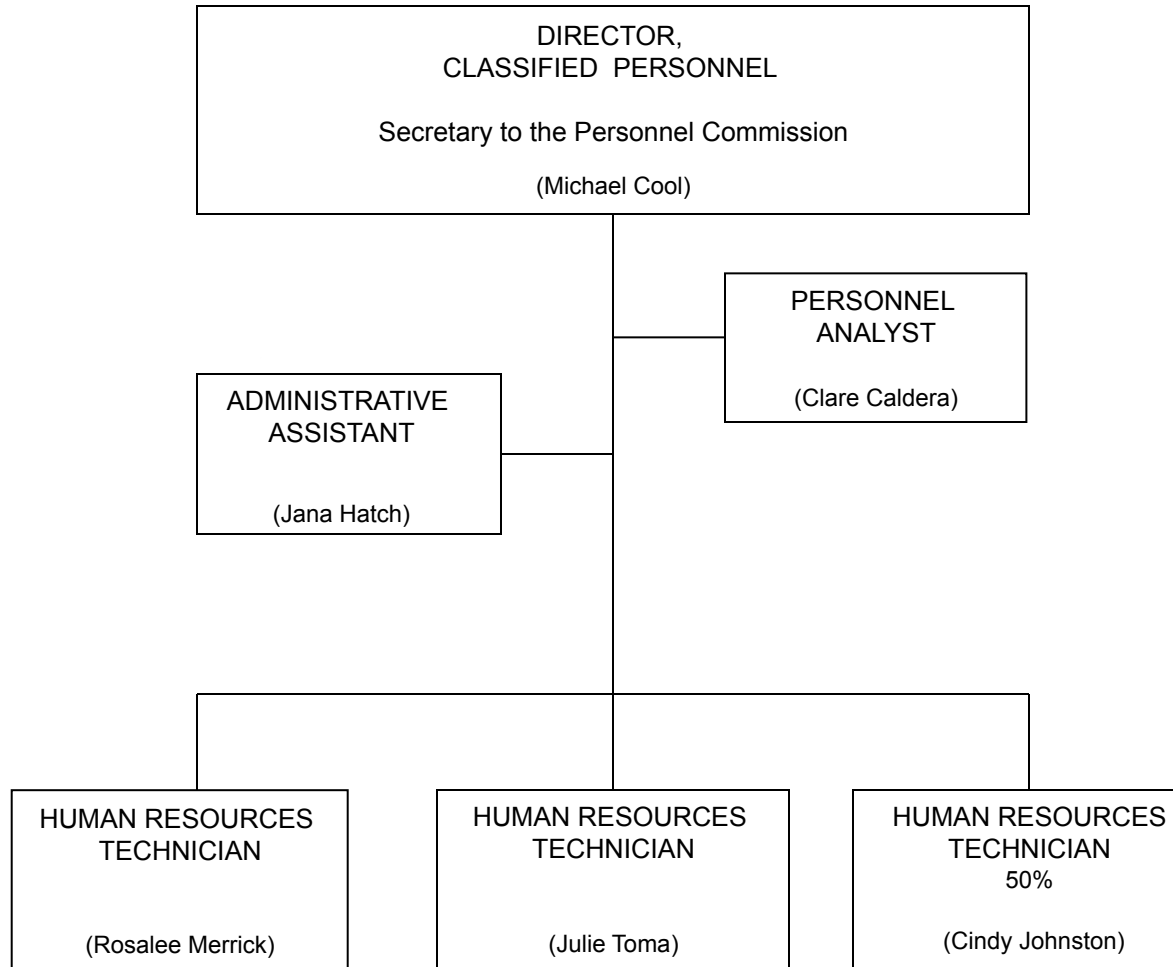 DIRECTOR,
CLASSIFIED PERSONNEL
Secretary to the Personnel Commission
(Michael Cool)
PERSONNEL
ANALYST
(Clare Caldera)
ADMINISTRATIVE
ASSISTANT
(Jana Hatch)
HUMAN RESOURCES
TECHNICIAN
(Rosalee Merrick)
HUMAN RESOURCES
TECHNICIAN
(Julie Toma)
HUMAN RESOURCES
TECHNICIAN
50%
(Cindy Johnston)